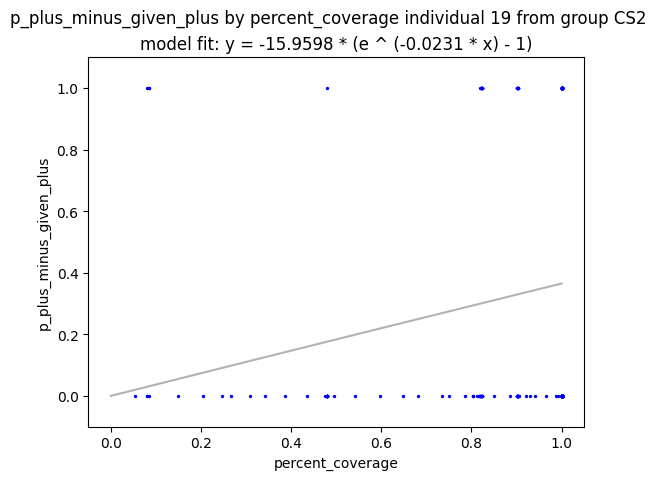 p_plus_minus_given_plus by percent_coverage individual 19 from group CS2
model fit: y = -15.9598 * (e ^ (-0.0231 * x) - 1)
p_plus_minus_given_plus
1.0
0.8
0.6
0.4
0.2
0.0
0.0 0.2 0.4 0.6 0.8 1.0
percent_coverage